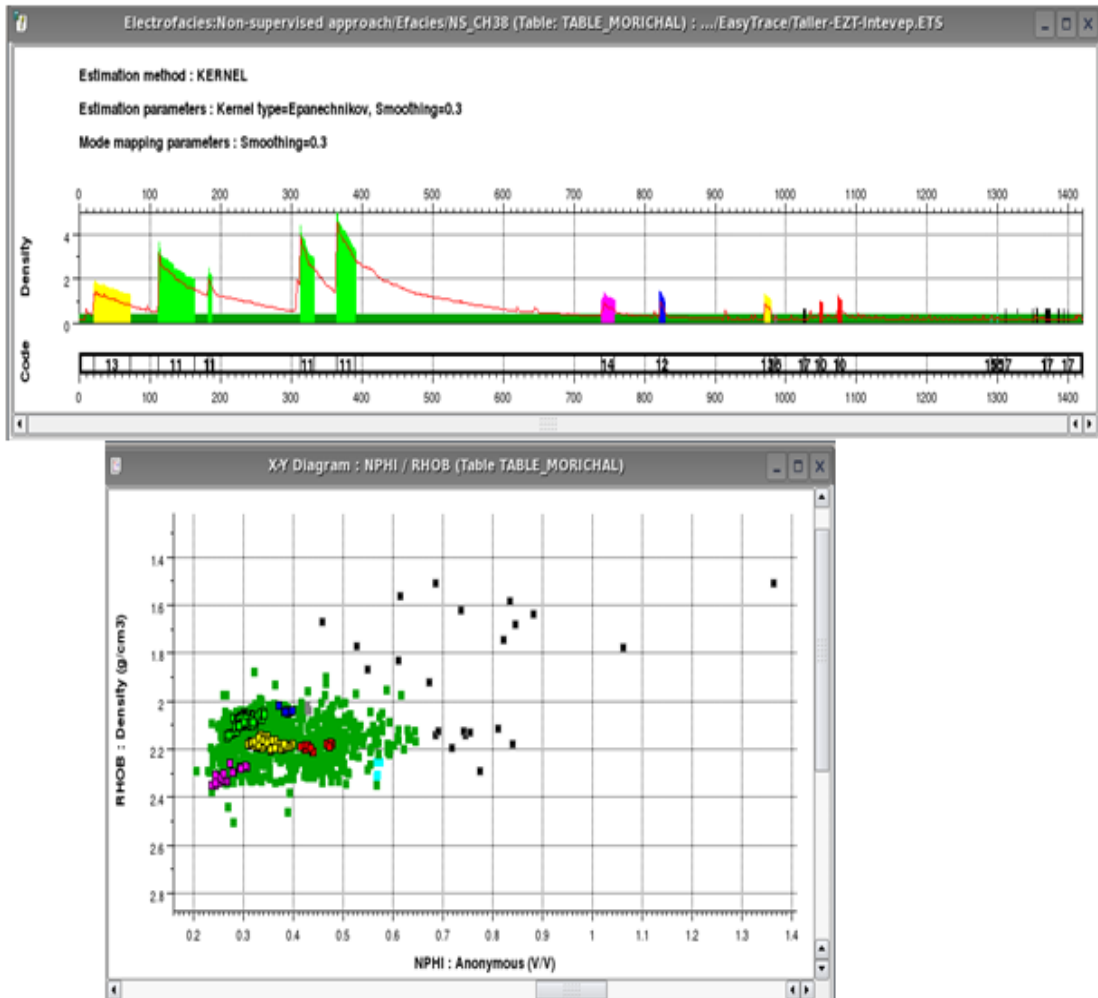 Electrofacies:Non-supervised approach/Efacies/NS_CH38 (Table: TABLE_MORICHAL) : .../EasyTrace/Taller-EZT-Intevep.ETS
Estimation method : KERNEL
Estimation parameters : Kernel type=Epanechnikov, Smoothing=0.3
Mode mapping parameters : Smoothing=0.3
0 100 200 300 400 500 600 700 800 900 1000 1100 1200 1300 1400
Density
4
2
0
Code
13 11 11 11 11 14 12 17 10 10 17 17
0 100 200 300 400 500 600 700 800 900 1000 1100 1200 1300 1400
X-Y Diagram : NPHI / RHOB (Table TABLE_MORICHAL)
RHOB : Density (g/cm3)
1.4
1.6
1.8
2
2.2
2.4
2.6
2.8
0.2 0.3 0.4 0.5 0.6 0.7 0.8 0.9 1 1.1 1.2 1.3 1.4
NPHI : Anonymous (V/V)